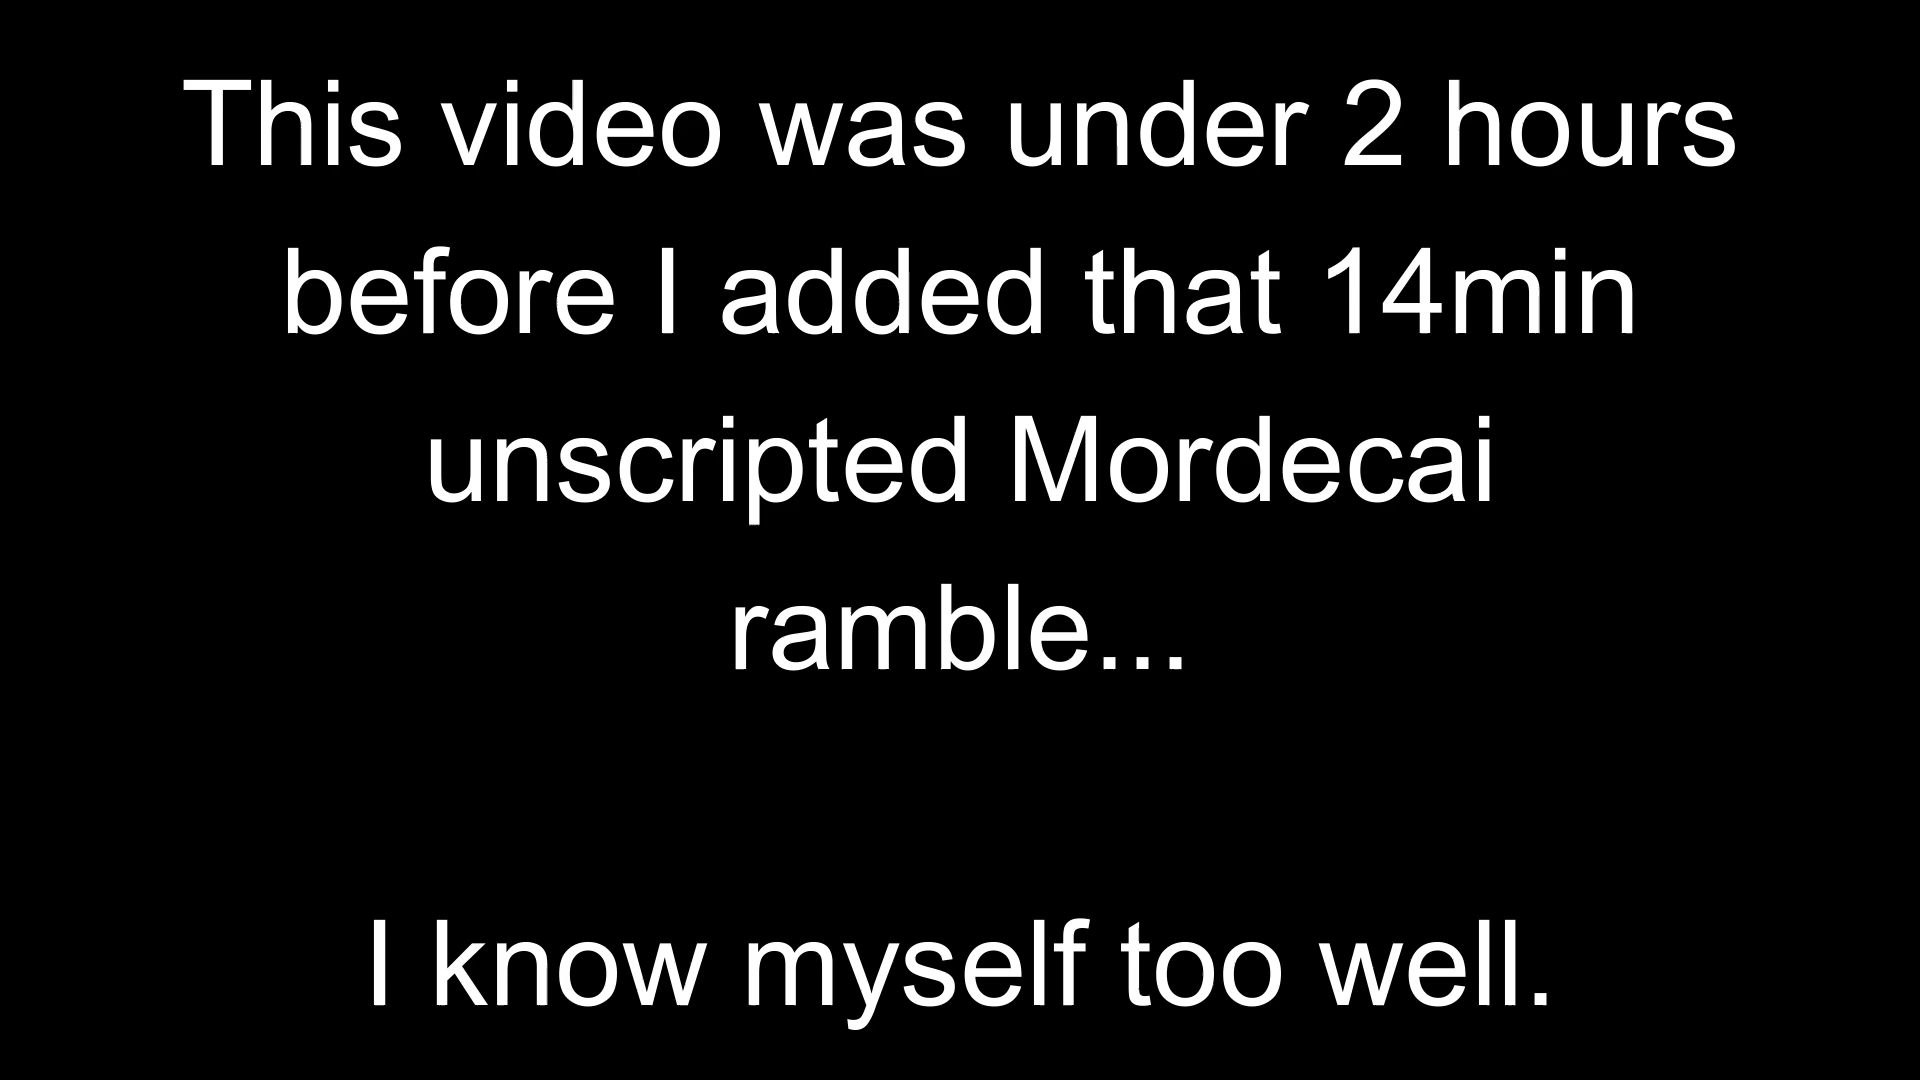 This video was under 2 hours
before I added that 14min
unscripted Mordecai
ramble...
I know myself too well.